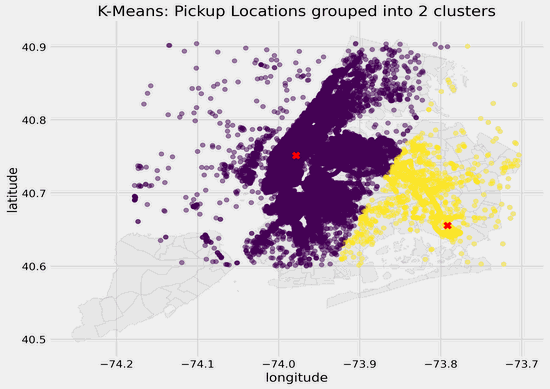 K-Means: Pickup Locations grouped into 2 clusters
40.9
40.8
40.7
40.6
40.5
latitude
−74.2 −74.1 −74.0 −73.9 −73.8 −73.7
longitude